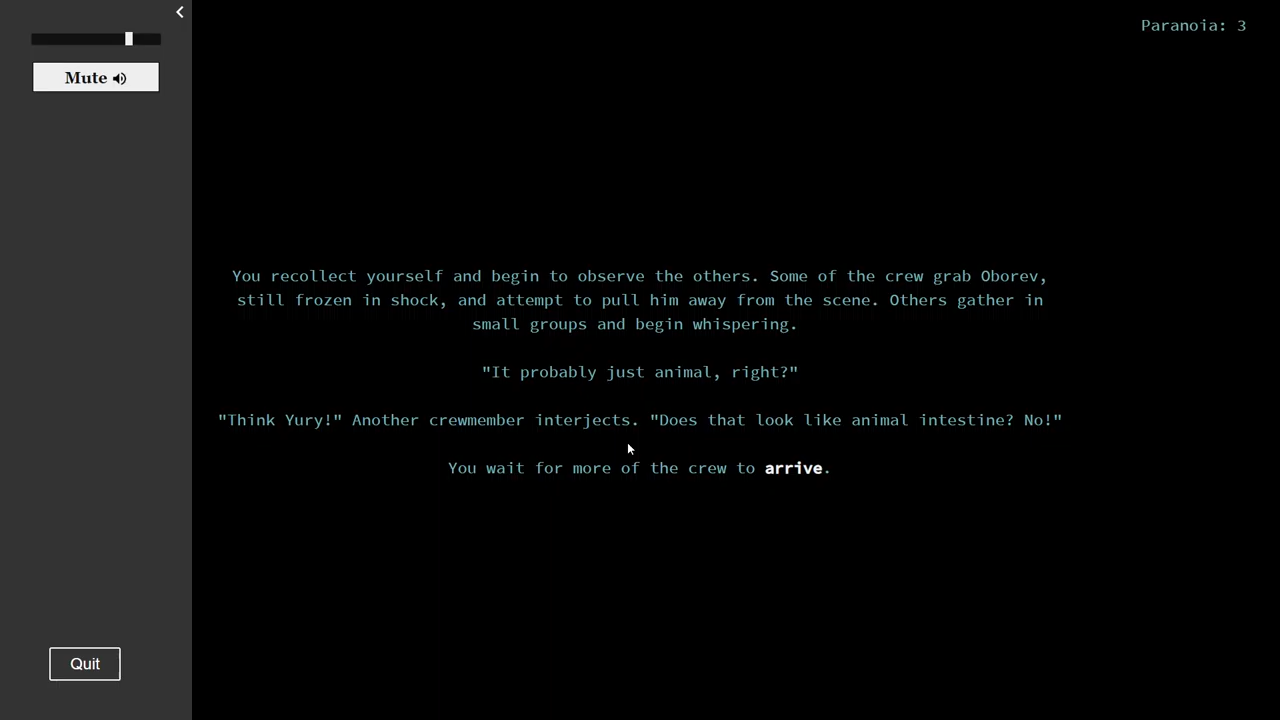 Paranoia: 3
Mute
You recollect yourself and begin to observe the others. Some of the crew grab Oborev,
still frozen in shock, and attempt to pull him away from the scene. Others gather in
small groups and begin whispering.
"It probably just animal, right?"
"Think Yury!" Another crewmember interjects. "Does that look like animal intestine? No!"
You wait for more of the crew to arrive.
Quit